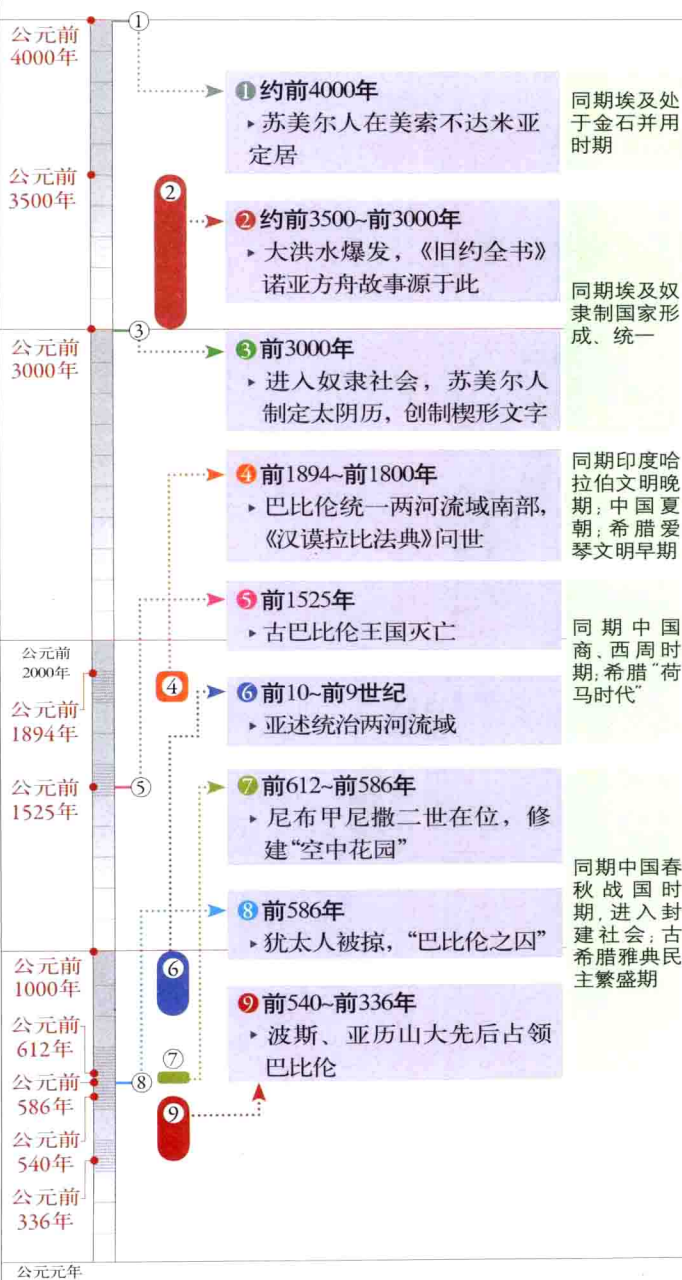 公元前
4000年
①
❶约前4000年
▸苏美尔人在美索不达米亚
定居
同期埃及处
于金石并用
时期
公元前
3500年
②
❷约前3500~前3000年
▸大洪水爆发，《旧约全书》
诺亚方舟故事源于此
同期埃及奴
隶制国家形
成、统一
公元前
3000年
③
❸前3000年
▸进入奴隶社会，苏美尔人
制定太阴历，创制楔形文字
❹前1894~前1800年
▸巴比伦统一两河流域南部，
《汉谟拉比法典》问世
同期印度哈
拉伯文明晚
期；中国夏
朝；希腊爱
琴文明早期
❺前1525年
▸古巴比伦王国灭亡
同期中国
商、西周时
期；希腊“荷
马时代”
公元前
2000年
④
公元前
1894年
❻前10~前9世纪
▸亚述统治两河流域
公元前
1525年
⑤
❼前612~前586年
▸尼布甲尼撒二世在位，修
建“空中花园”
❽前586年
▸犹太人被掠，“巴比伦之囚”
同期中国春
秋战国时
期，进入封
建社会；古
希腊雅典民
主繁盛期
公元前
1000年
⑥
❾前540~前336年
▸波斯、亚历山大先后占领
巴比伦
公元前
612年
⑦
公元前
586年
⑧
公元前
540年
⑨
公元前
336年
公元元年